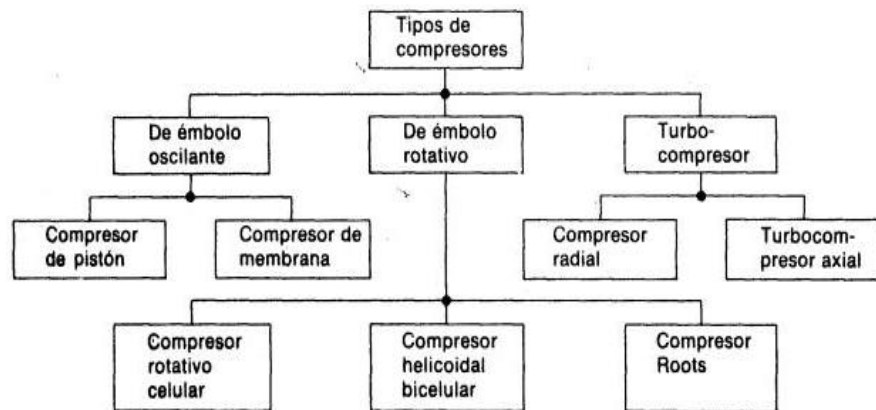 Tipos de
compresores
De émbolo
oscilante
De émbolo
rotativo
Turbo-
compresor
Compresor
de pistón
Compresor de
membrana
Compresor
radial
Turbocom-
presor axial
Compresor
rotativo
celular
Compresor
helicoidal
bicelular
Compresor
Roots